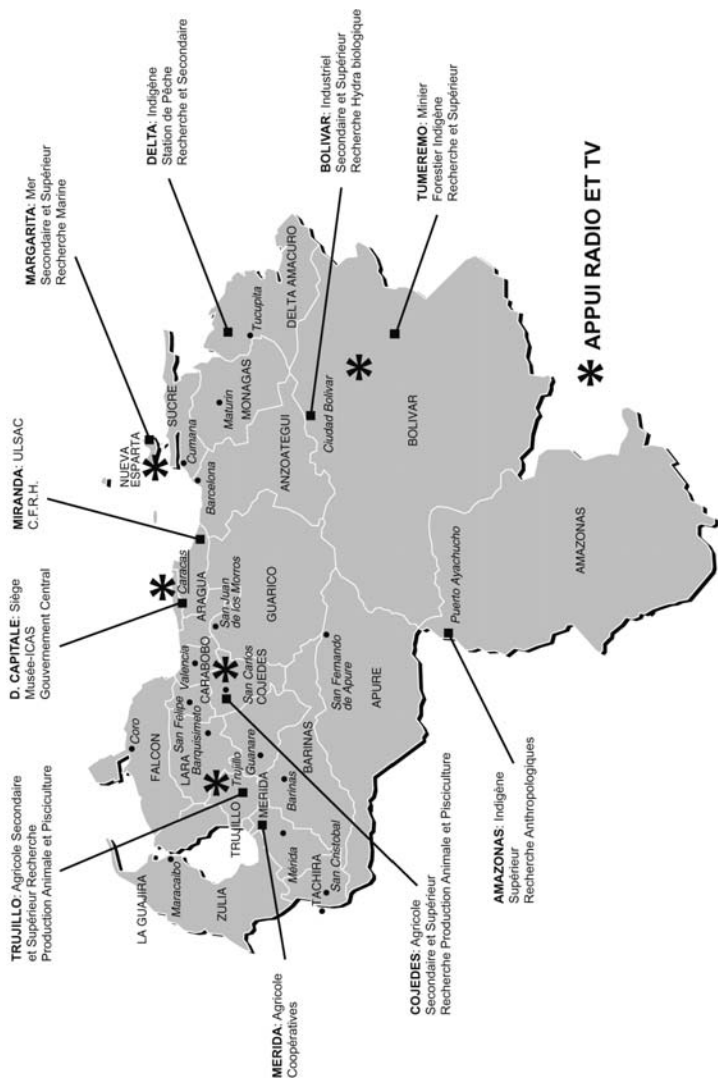 TRUJILLO: Agricole Secondaire
et Supérieur Recherche
Production Animale et Pisciculture
D. CAPITALE: Siège
Musée-ICAS
Gouvernement Central
MIRANDA: ULSAC
C.F.R.H.
MARGARITA: Mer
Secondaire et Supérieur
Recherche Marine
DELTA: Indigène
Station de Pêche
Recherche et Secondaire
BOLIVAR: Industriel
Secondaire et Supérieur
Recherche Hydra biologique
TUMEREMO: Minier
Forestier Indigène
Recherche et Supérieur
LA GUAJIRA
Maracaibo
ZULIA
Coro
FALCON
LARA
San Felipe
Barquisimeto
Valencia
CARABOBO
ARAGUA
Caracas
San Juan
de los Morros
San Carlos
COJEDES
GUARICO
TRUJILLO
Trujillo
Guanare
MERIDA
Mérida
Barinas
BARINAS
TACHIRA
San Cristobal
San Fernando
de Apure
APURE
NUEVA
ESPARTA
SUCRE
Cumana
Barcelona
Maturin
MONAGAS
ANZOATEGUI
Tucupita
DELTA AMACURO
Ciudad Bolivar
BOLIVAR
Puerto Ayachucho
AMAZONAS
MERIDA: Agricole
Coopératives
COJEDES: Agricole
Secondaire et Supérieur
Recherche Production Animale et Pisciculture
AMAZONAS: Indigène
Supérieur
Recherche Anthropologiques
* APPUI RADIO ET TV